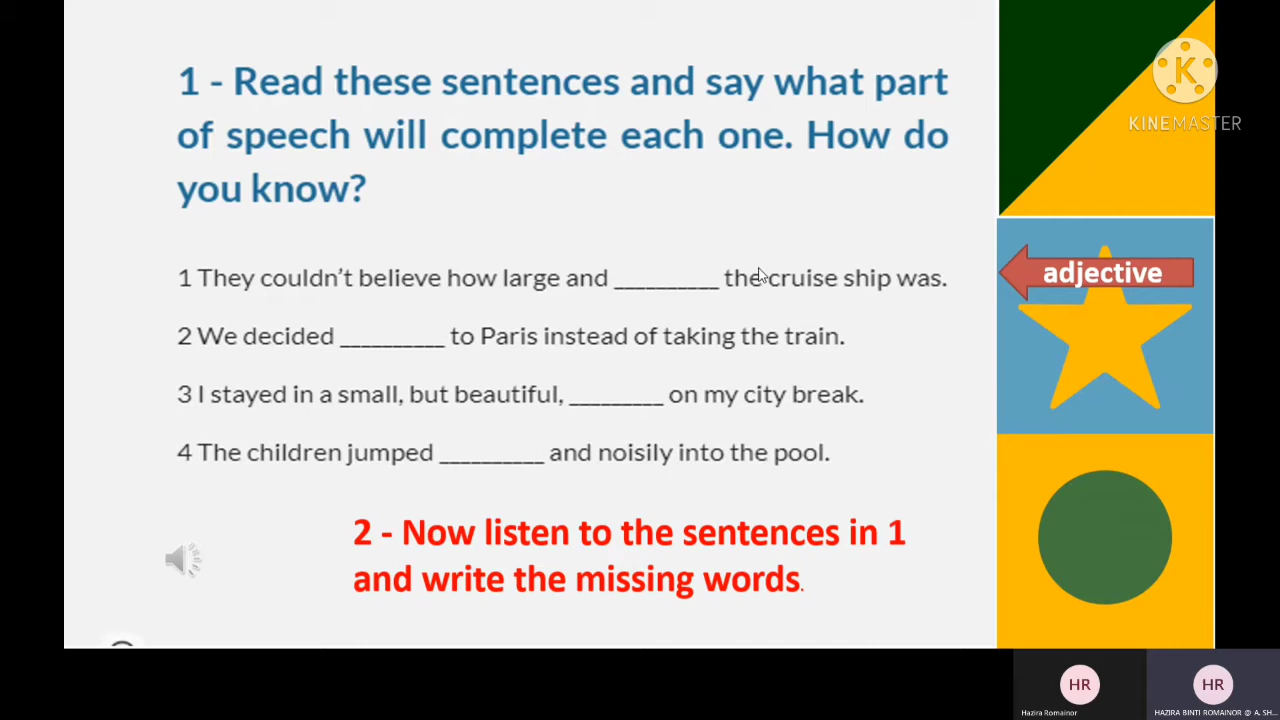 1 - Read these sentences and say what part
of speech will complete each one. How do
you know?
K
KINEMASTER
1 They couldn't believe how large and __________ the cruise ship was.
adjective
2 We decided __________ to Paris instead of taking the train.
3 I stayed in a small, but beautiful, _________ on my city break.
4 The children jumped __________ and noisily into the pool.
2 - Now listen to the sentences in 1
and write the missing words.
HR
Hazira Romainor
HR
HAZIRA BINTI ROMAINOR @ A. SH...